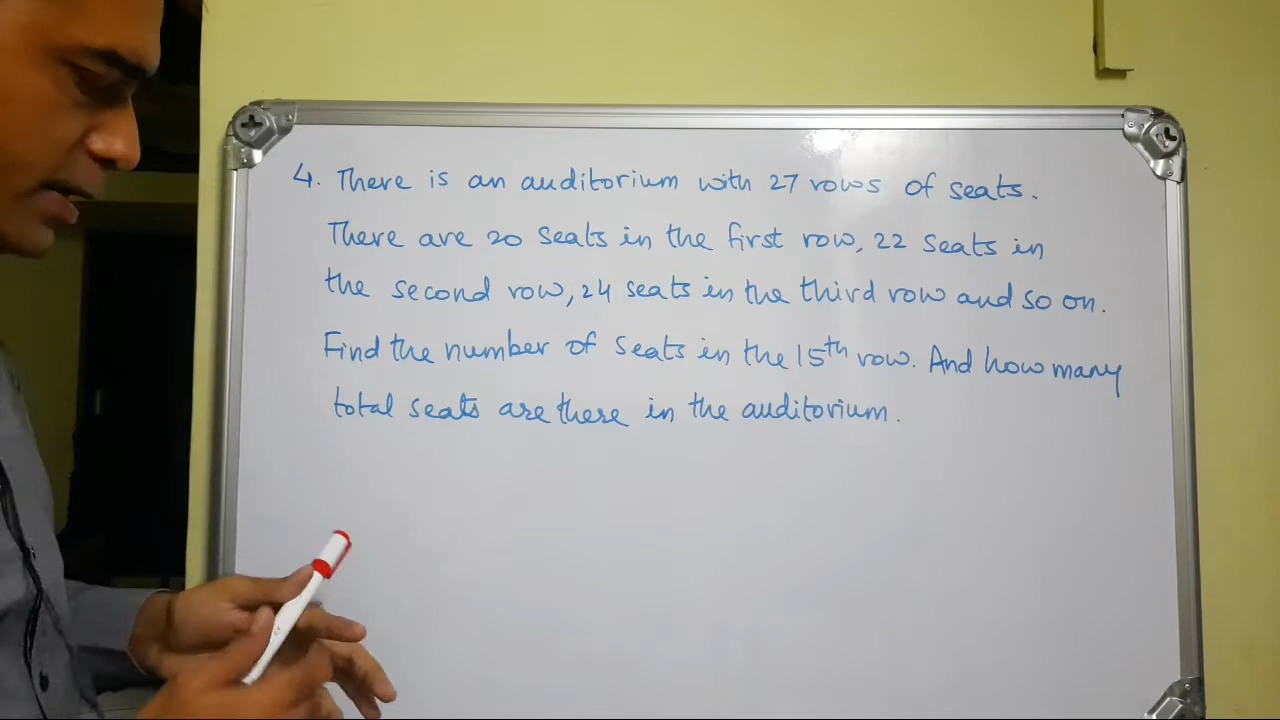 4. There is an auditorium with 27 rows of seats.
There are 20 seats in the first row, 22 seats in
the second row, 24 seats in the third row and so on.
Find the number of seats in the 15th row. And how many
total seats are there in the auditorium.